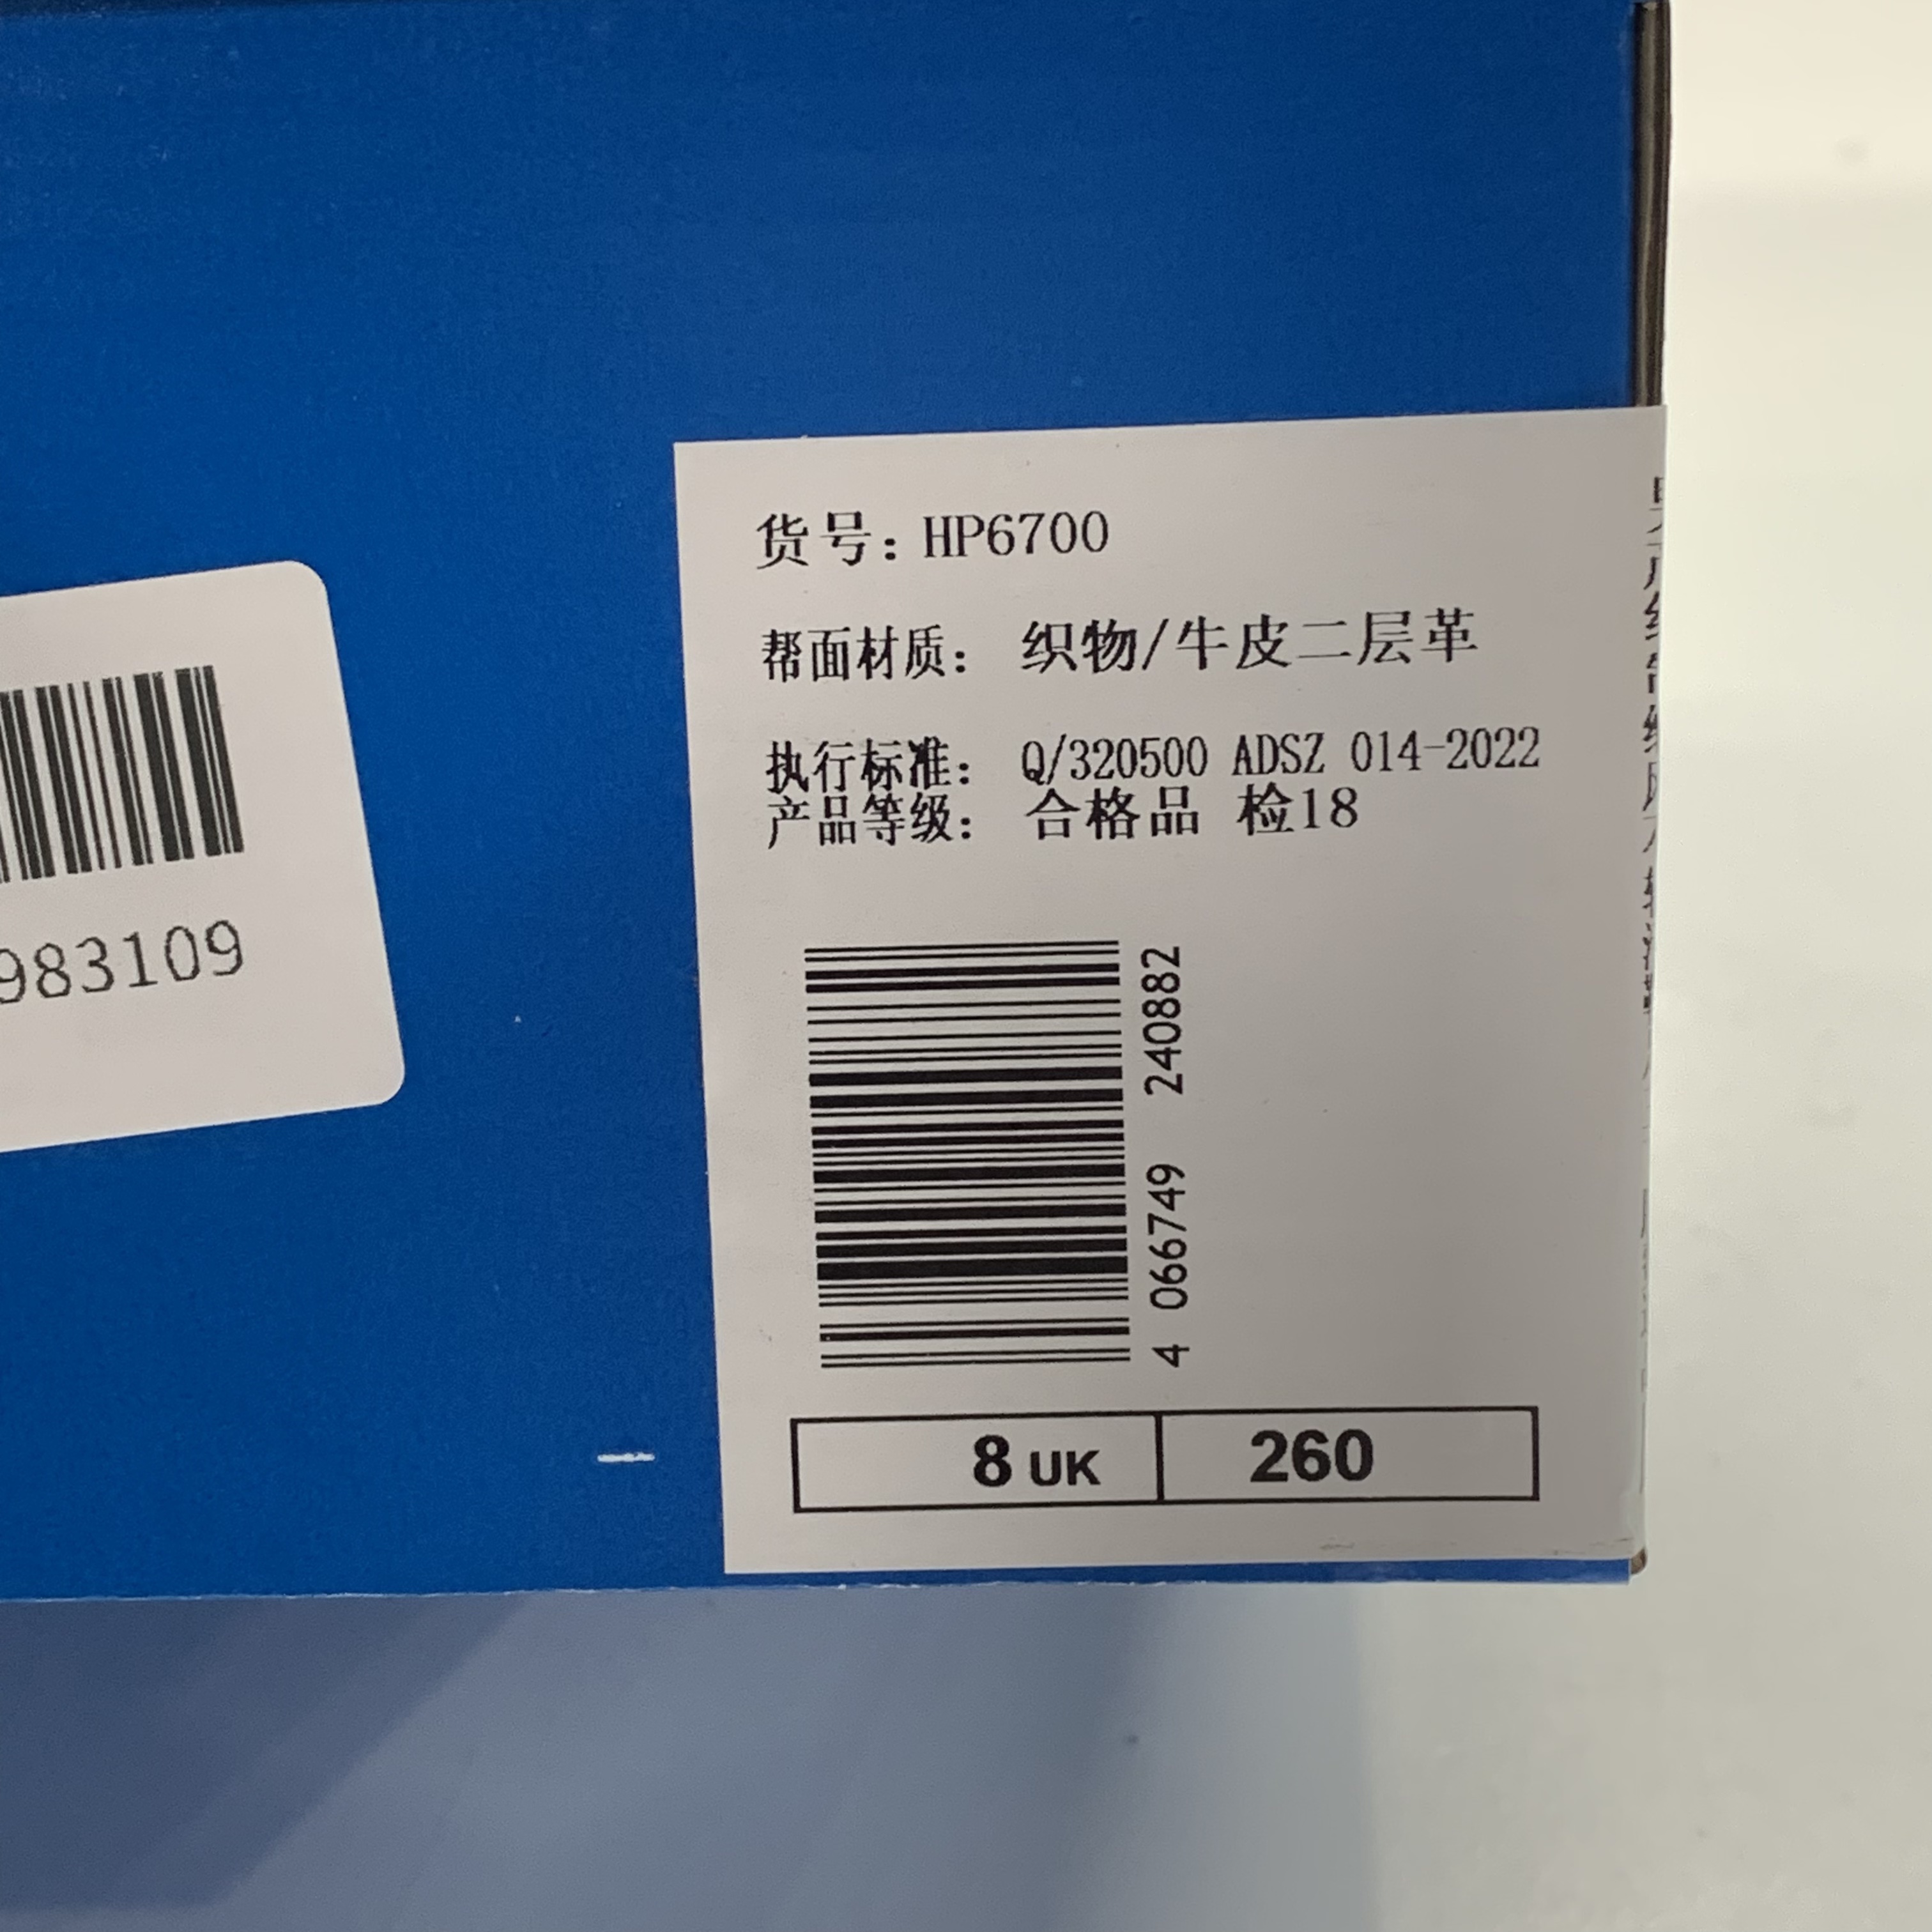 货号: HP6700
帮面材质: 织物/牛皮二层革
执行标准: Q/320500 ADSZ 014-2022
产品等级: 合格品 检18
4 066749 240882
8 UK 260
983109